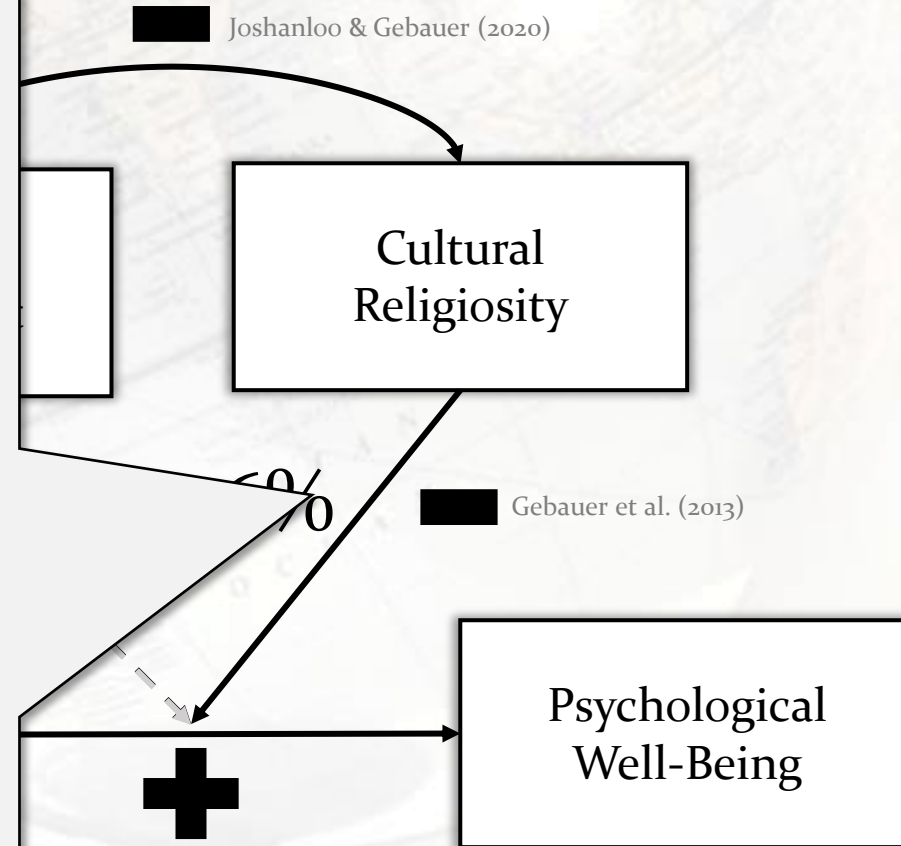 Joshanloo & Gebauer (2020)
Cultural
Religiosity
%
Gebauer et al. (2013)
Psychological
Well-Being